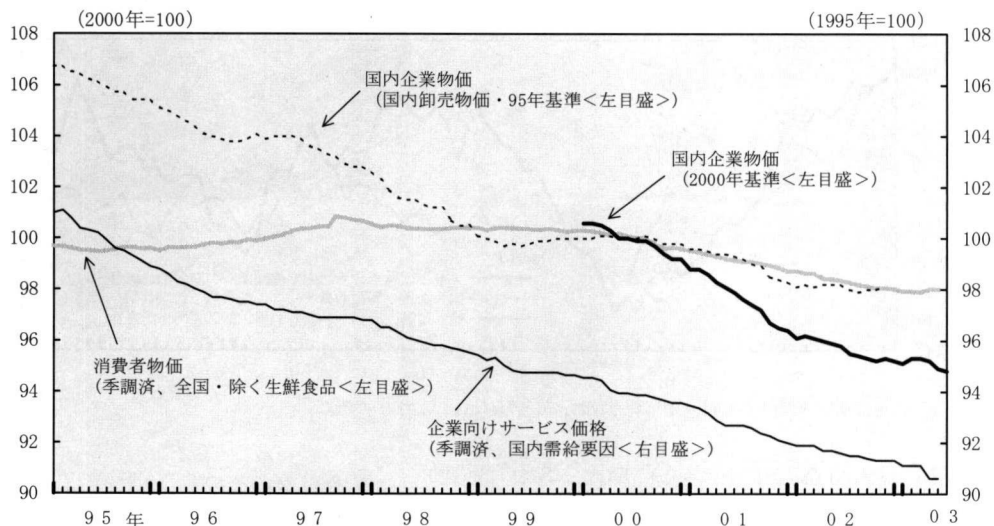 (2000年=100)
(1995年=100)
108
106
104
102
100
98
96
94
92
90
108
106
104
102
100
98
96
94
92
90
国内企業物価
(国内卸売物価・95年基準<左目盛>)
国内企業物価
(2000年基準<左目盛>)
消費者物価
(季調済、全国・除く生鮮食品<左目盛>)
企業向けサービス価格
(季調済、国内需給要因<右目盛>)
95年 96 97 98 99 00 01 02 03